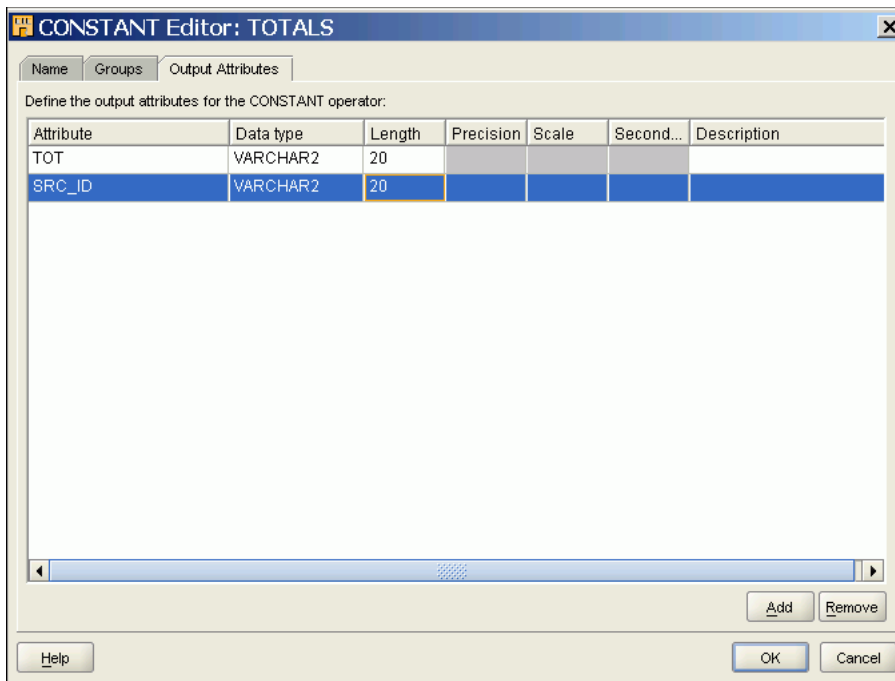 CONSTANT Editor: TOTALS
Name Groups Output Attributes
Define the output attributes for the CONSTANT operator:
Attribute Data type Length Precision Scale Second... Description
TOT VARCHAR2 20
SRC_ID VARCHAR2 20
Add Remove
Help OK Cancel